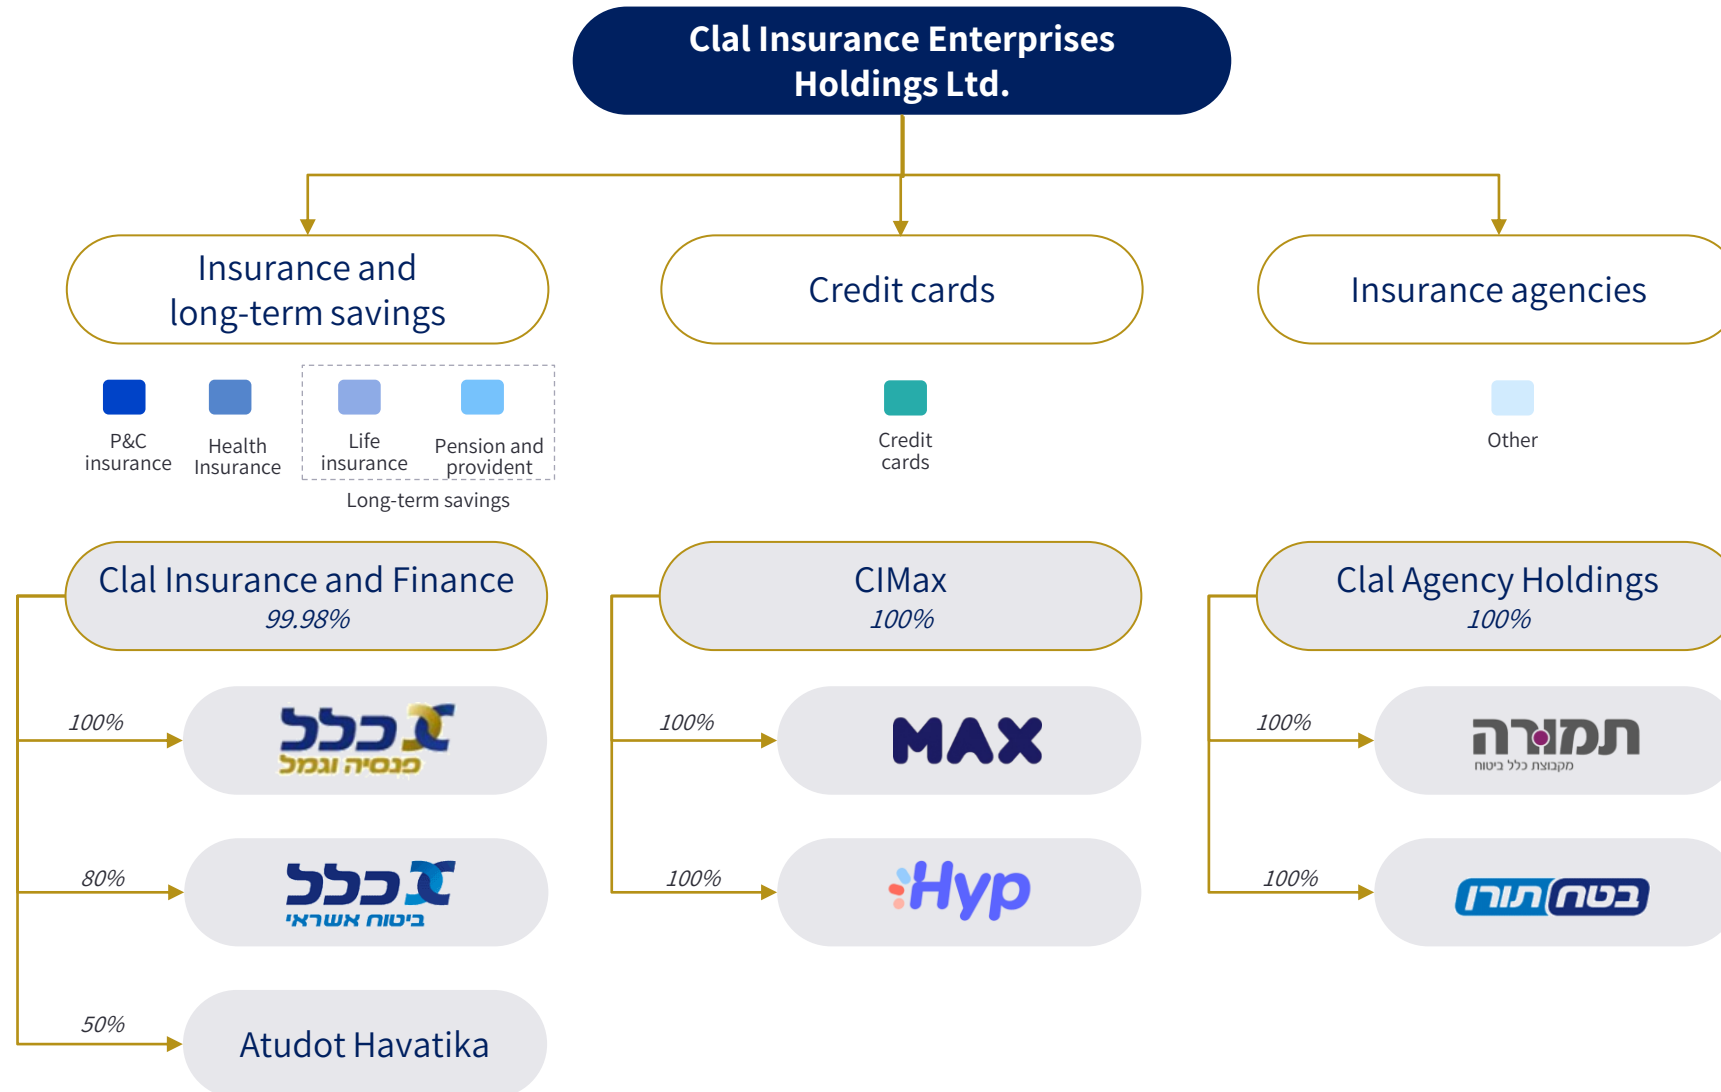 Clal Insurance Enterprises
Holdings Ltd.
Insurance and
long-term savings
Credit cards
Insurance agencies
P&C
insurance
Health
Insurance
Life
insurance
Pension and
provident
Long-term savings
Credit
cards
Other
Clal Insurance and Finance
99.98%
CIMax
100%
Clal Agency Holdings
100%
100%
כלל
פנסיה וגמל
100%
MAX
100%
תמורה
מקבוצת כלל ביטוח
80%
כלל
ביטוח אשראי
100%
Hyp
100%
בטח תורן
50%
Atudot Havatika